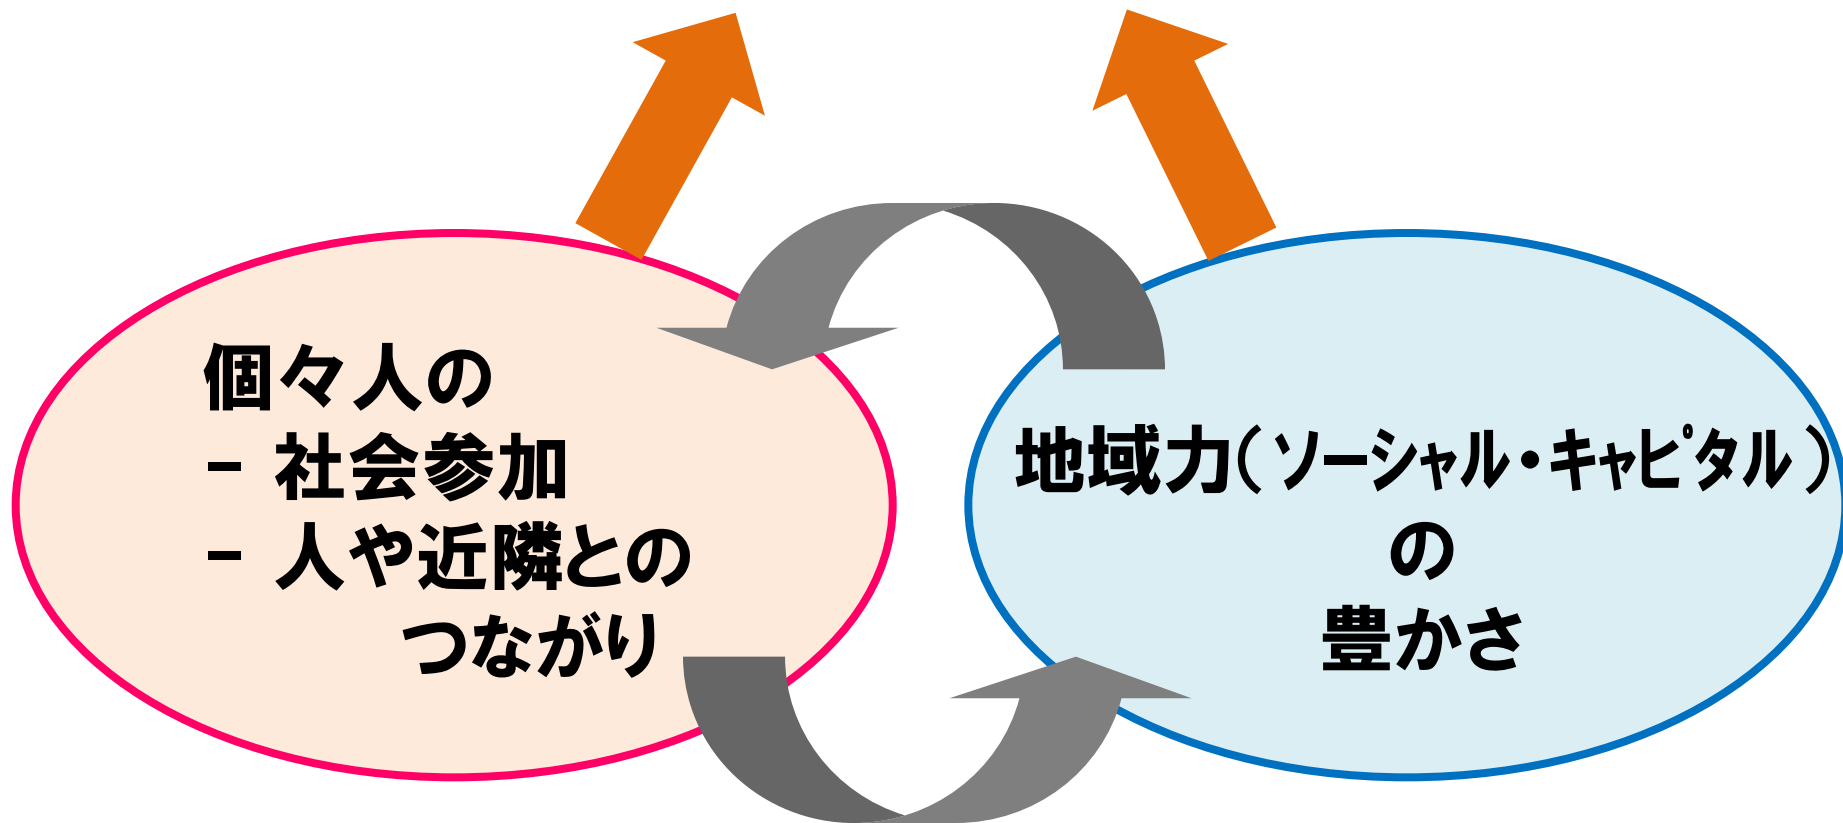 個々人の
- 社会参加
- 人や近隣との
つながり
地域力(ソーシャル・キャピタル)
の
豊かさ